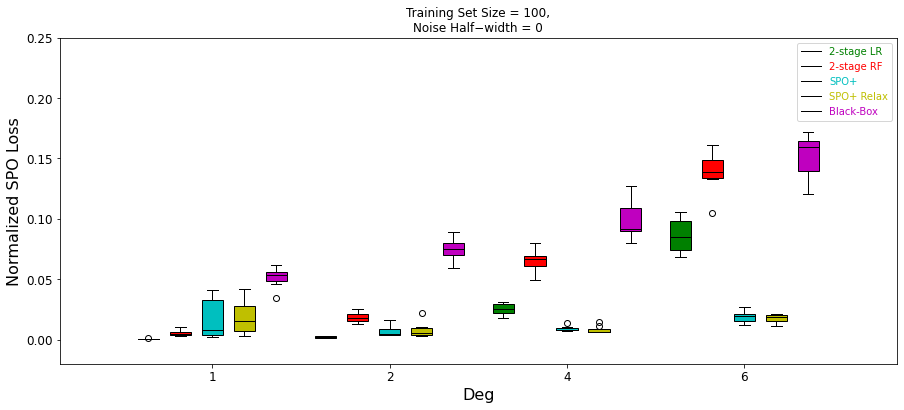 Training Set Size = 100,
Noise Half−width = 0
0.25
0.20
0.15
0.10
0.05
0.00
Normalized SPO Loss
2-stage LR
2-stage RF
SPO+
SPO+ Relax
Black-Box
1 2 4 6
Deg